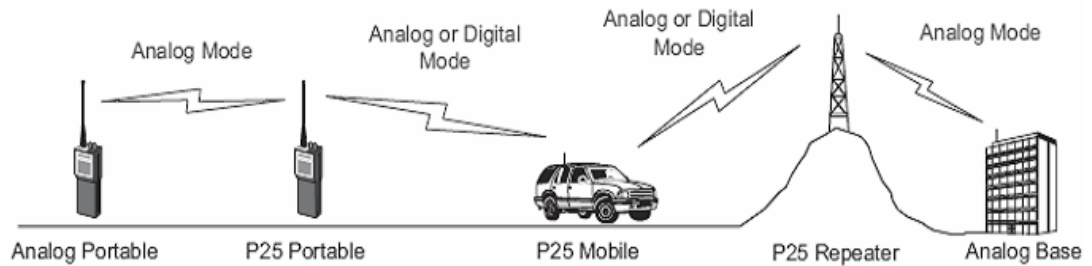 Analog Mode
Analog or Digital
Mode
Analog or Digital
Mode
Analog Mode
Analog Portable
P25 Portable
P25 Mobile
P25 Repeater
Analog Base